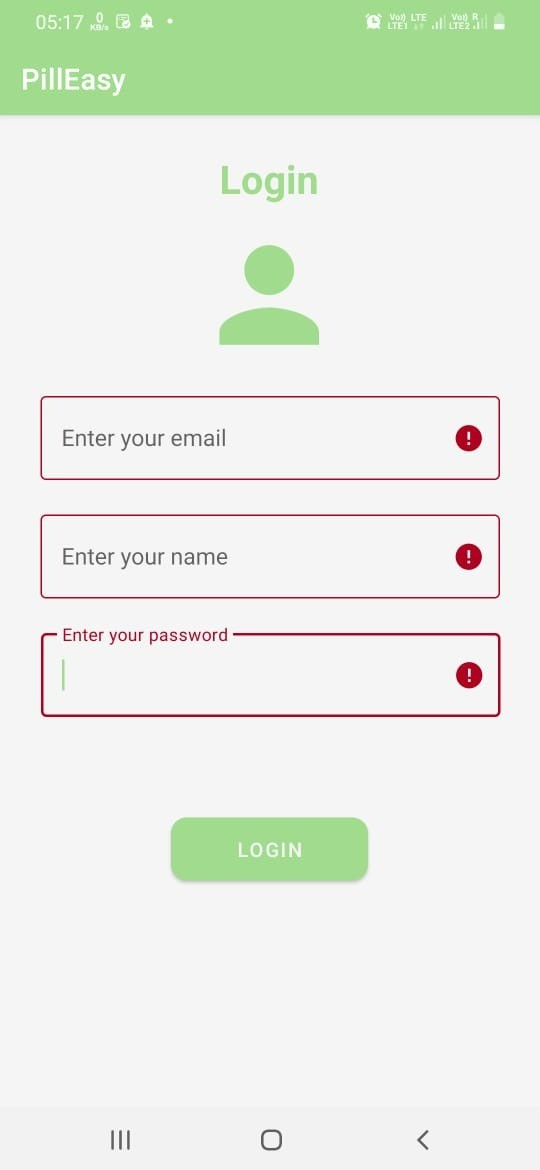 05:17 0 KB/s Vo)) LTE LTE1 Vo)) R LTE2
PillEasy
Login
Enter your email
Enter your name
Enter your password
LOGIN